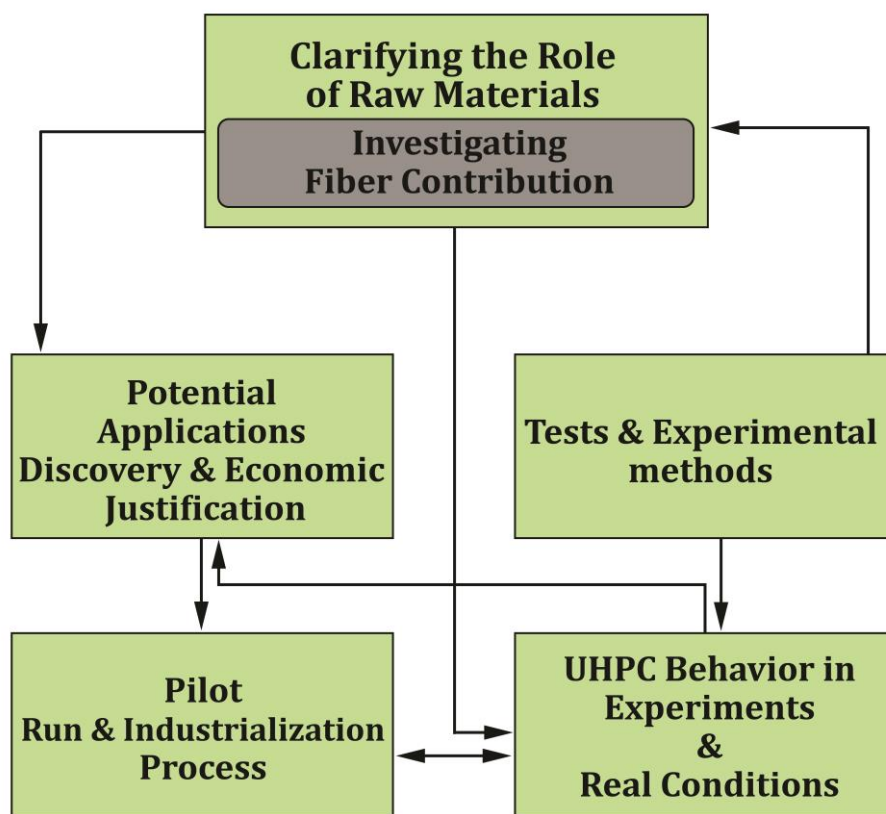 Clarifying the Role
of Raw Materials
Investigating
Fiber Contribution
Potential
Applications
Discovery & Economic
Justification
Tests & Experimental
methods
Pilot
Run & Industrialization
Process
UHPC Behavior in
Experiments
&
Real Conditions